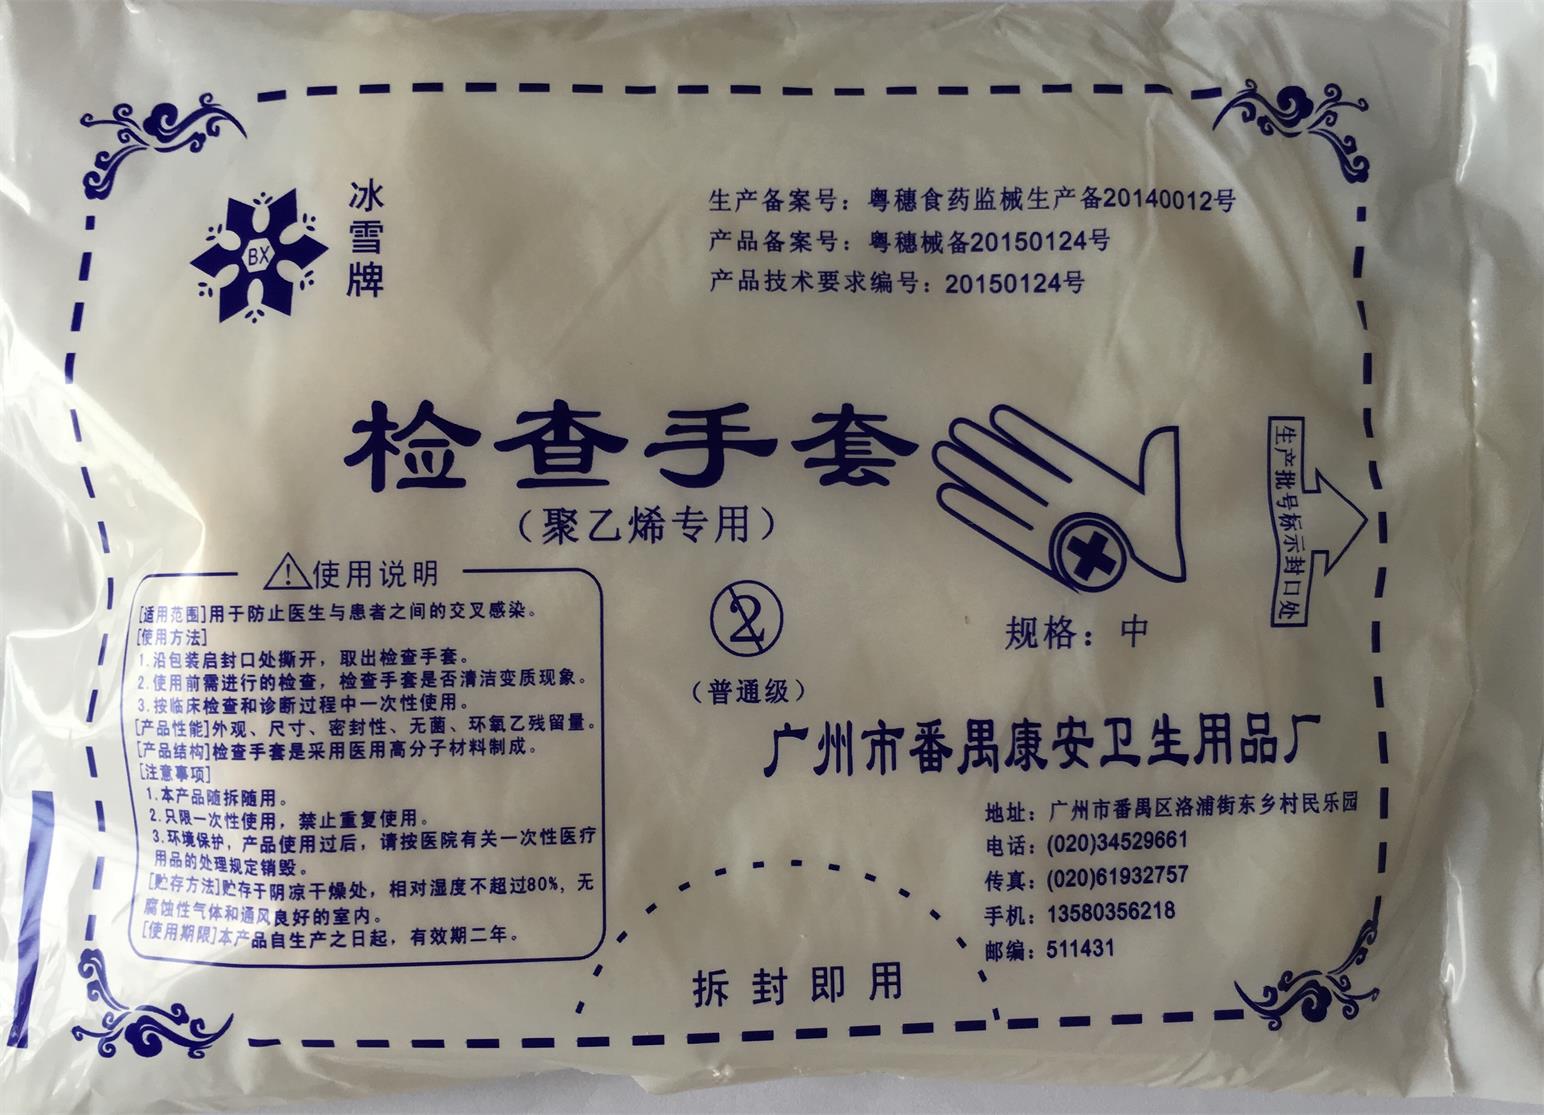 冰雪牌
BX
生产备案号：粤穗食药监械生产备20140012号
产品备案号：粤穗械备20150124号
产品技术要求编号：20150124号
检查手套
（聚乙烯专用）
生产批号标示封口处
使用说明
[适用范围]用于防止医生与患者之间的交叉感染。
[使用方法]
1.沿包装启封口处撕开，取出检查手套。
2.使用前需进行的检查，检查手套是否清洁变质现象。
3.按临床检查和诊断过程中一次性使用。
[产品性能]外观、尺寸、密封性、无菌、环氧乙残留量。
[产品结构]检查手套是采用医用高分子材料制成。
[注意事项]
1.本产品随拆随用。
2.只限一次性使用，禁止重复使用。
3.环境保护，产品使用过后，请按医院有关一次性医疗
用品的处理规定销毁。
[贮存方法]贮存于阴凉干燥处，相对湿度不超过80%，无
腐蚀性气体和通风良好的室内。
[使用期限]本产品自生产之日起，有效期二年。
2
（普通级）
规格：中
广州市番禺康安卫生用品厂
地址：广州市番禺区洛浦街东乡村民乐园
电话：(020)34529661
传真：(020)61932757
手机：13580356218
邮编：511431
拆封即用